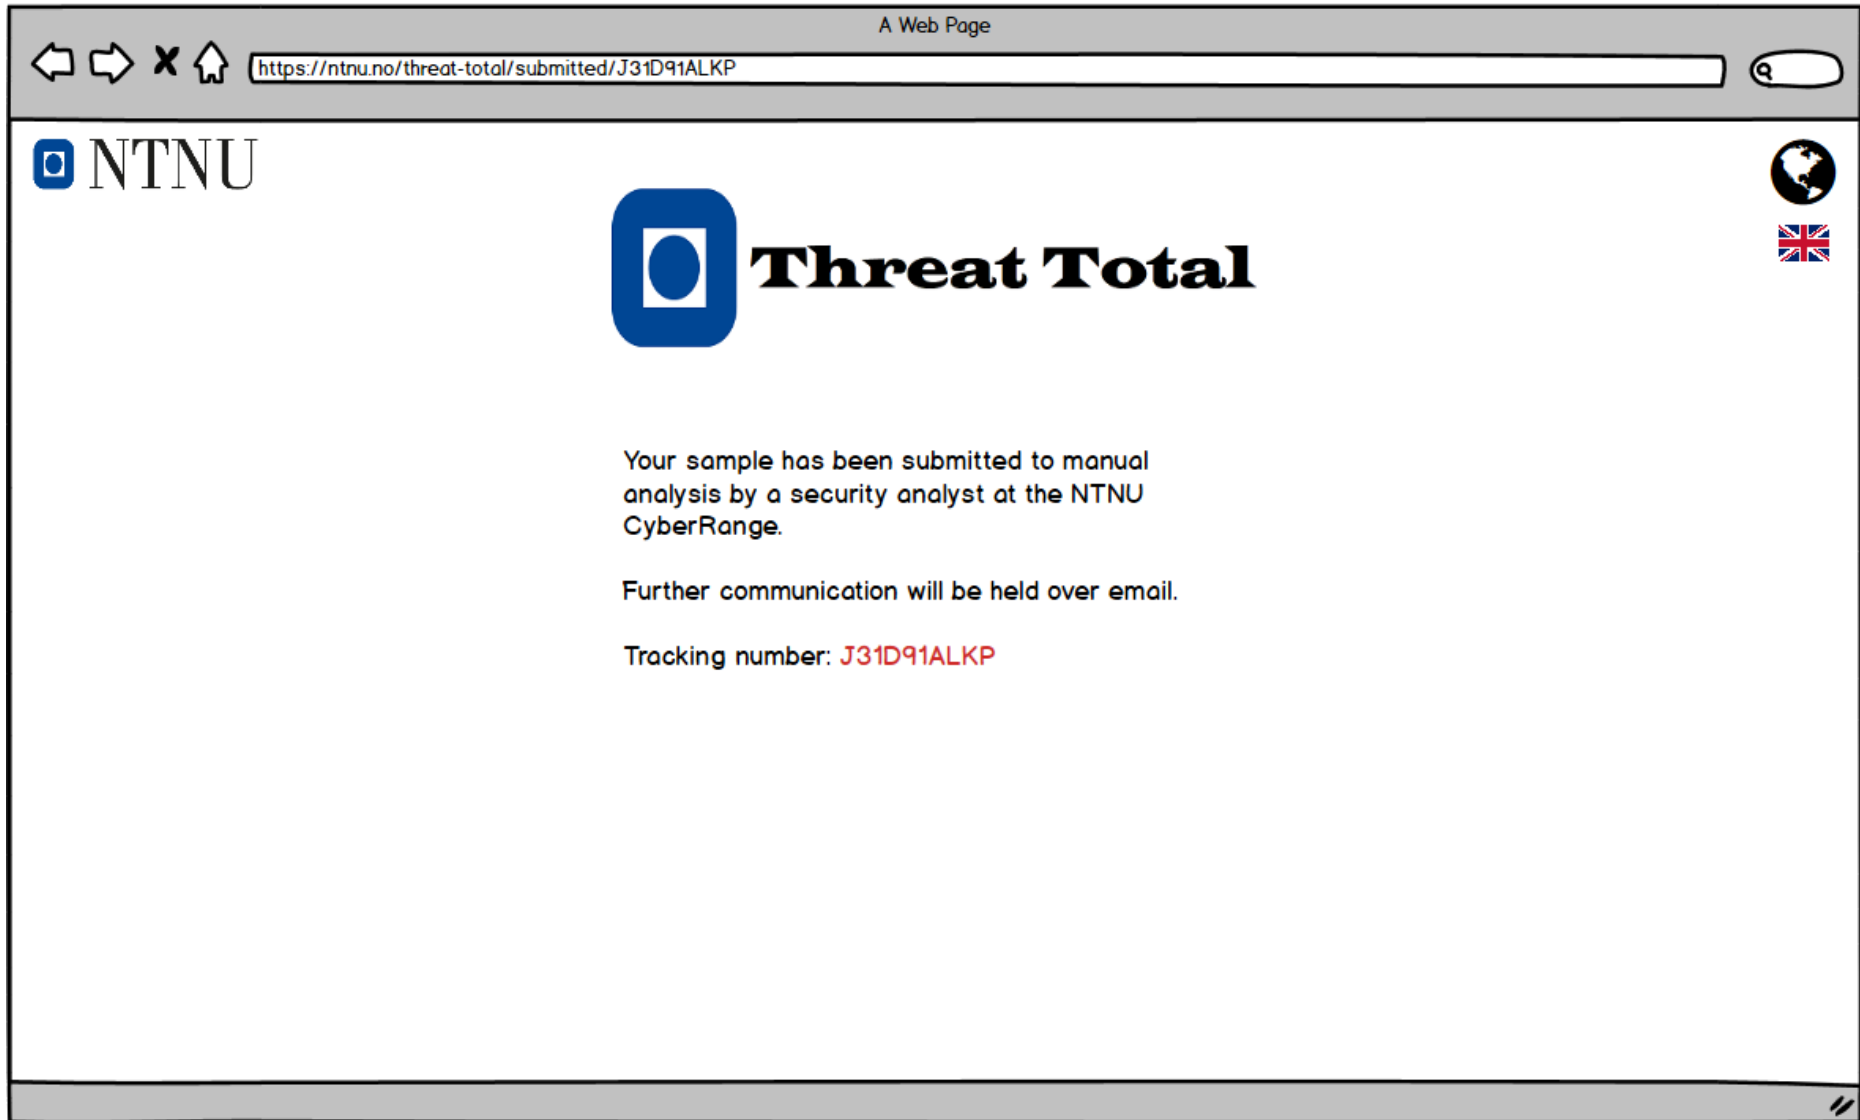 A Web Page
https://ntnu.no/threat-total/submitted/J31D91ALKP
NTNU
Threat Total
Your sample has been submitted to manual
analysis by a security analyst at the NTNU
CyberRange.
Further communication will be held over email.
Tracking number: J31D91ALKP